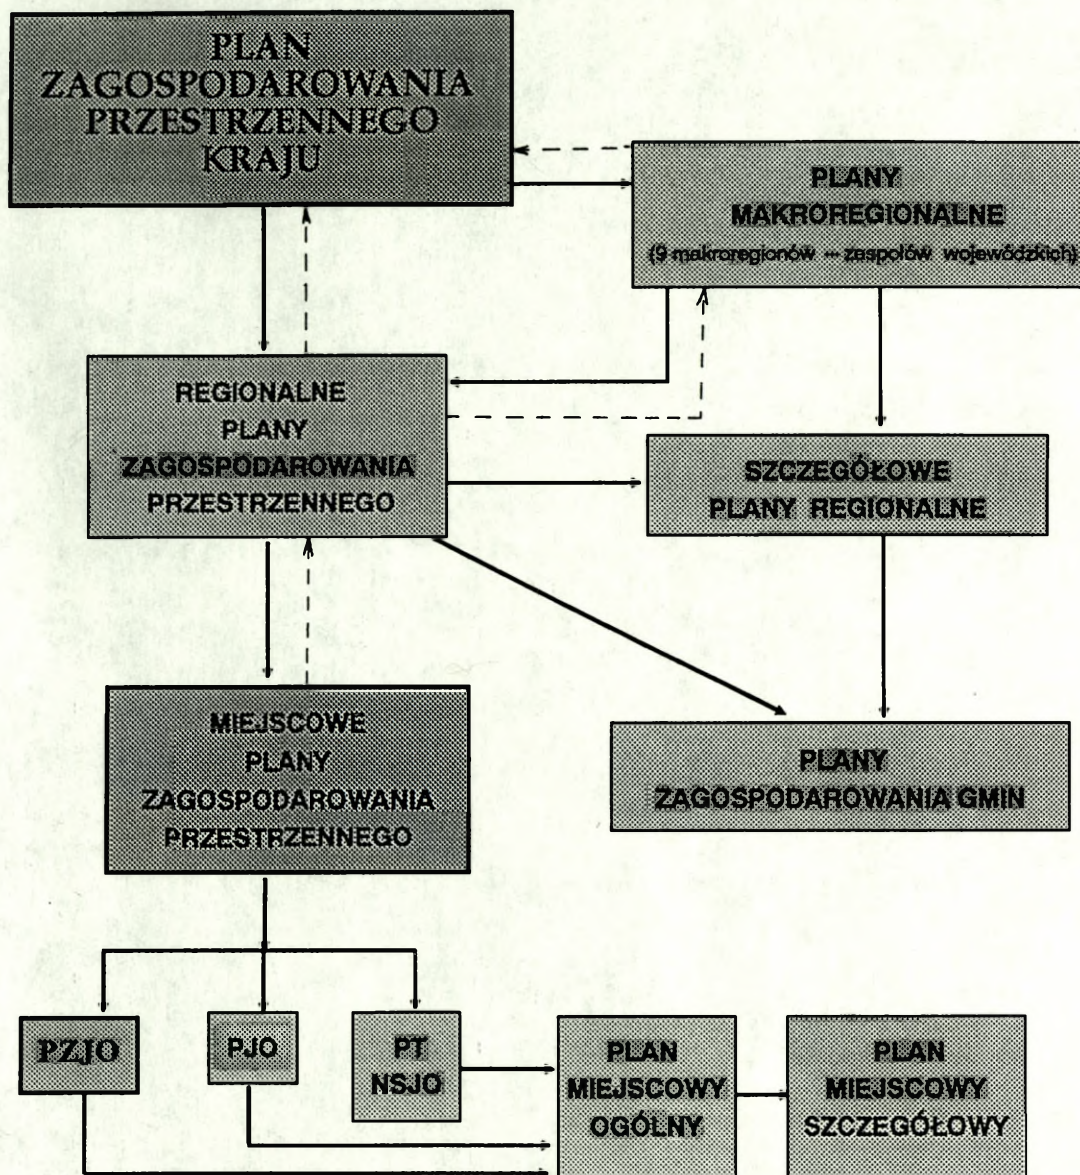 PLAN
ZAGOSPODAROWANIA
PRZESTRZENNEGO
KRAJU
PLANY
MAKROREGIONALNE
(9 makroregionów – zespołów wojewódzkich)
REGIONALNE
PLANY
ZAGOSPODAROWANIA
PRZESTRZENNEGO
SZCZEGÓŁOWE
PLANY REGIONALNE
MIEJSCOWE
PLANY
ZAGOSPODAROWANIA
PRZESTRZENNEGO
PLANY
ZAGOSPODAROWANIA GMIN
PZJO
PJO
PT
NSJO
PLAN
MIEJSCOWY
OGÓLNY
PLAN
MIEJSCOWY
SZCZEGÓŁOWY